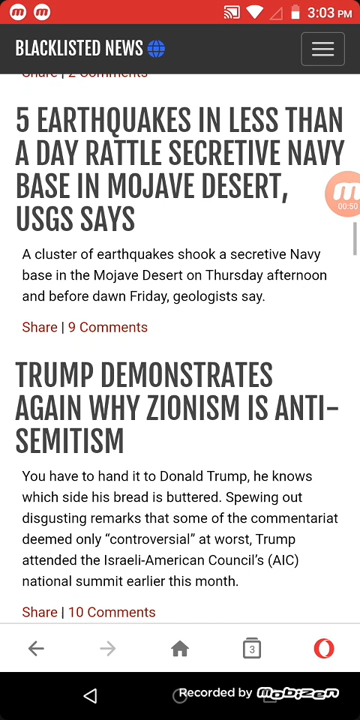 3:03 PM
BLACKLISTED NEWS
Share | 2 Comments
5 EARTHQUAKES IN LESS THAN
A DAY RATTLE SECRETIVE NAVY
BASE IN MOJAVE DESERT,
USGS SAYS
00:50
A cluster of earthquakes shook a secretive Navy
base in the Mojave Desert on Thursday afternoon
and before dawn Friday, geologists say.
Share | 9 Comments
TRUMP DEMONSTRATES
AGAIN WHY ZIONISM IS ANTI-
SEMITISM
You have to hand it to Donald Trump, he knows
which side his bread is buttered. Spewing out
disgusting remarks that some of the commentariat
deemed only “controversial” at worst, Trump
attended the Israeli-American Council’s (AIC)
national summit earlier this month.
Share | 10 Comments
3
Recorded by Mobizen